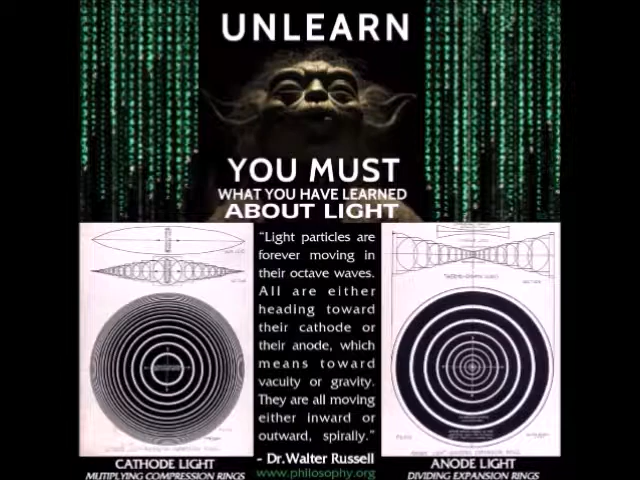 UNLEARN
YOU MUST
WHAT YOU HAVE LEARNED
ABOUT LIGHT
"Light particles are
forever moving in
their octave waves.
All are either
heading toward
their cathode or
their anode, which
means toward
vacuity or gravity.
They are all moving
either inward or
outward, spirally."
- Dr.Walter Russell
www.philosophy.org
CATHODE LIGHT
MUTIPLYING COMPRESSION RINGS
ANODE LIGHT
DIVIDING EXPANSION RINGS